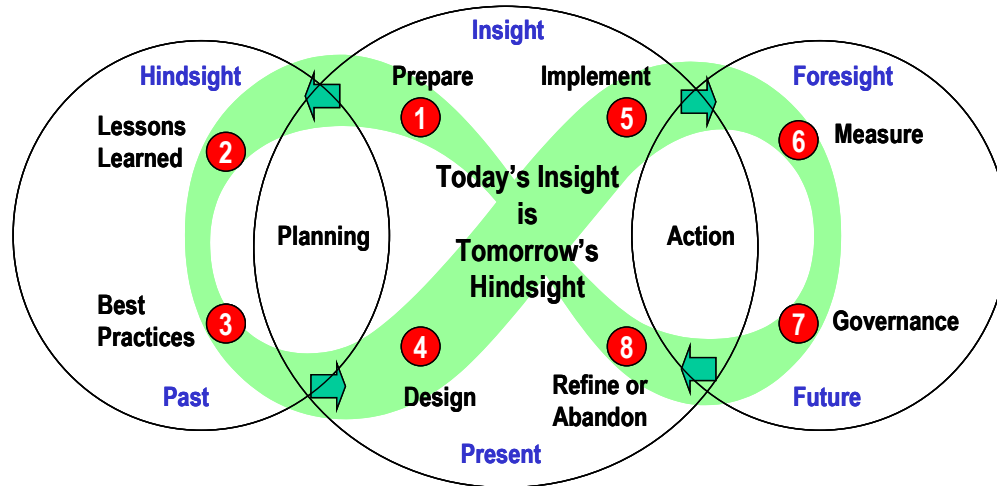 Insight
Hindsight
Prepare
Implement
Foresight
1
5
Lessons
Learned
2
6
Measure
Today's Insight
is
Tomorrow's
Hindsight
Planning
Action
Best
Practices
3
4
8
7
Governance
Design
Refine or
Abandon
Past
Future
Present